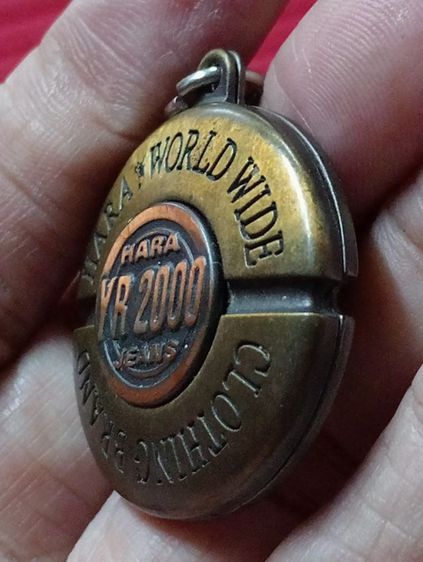 HARA ★ WORLD WIDE
HARA
YR 2000
JEANS
CLOTHING BRAND